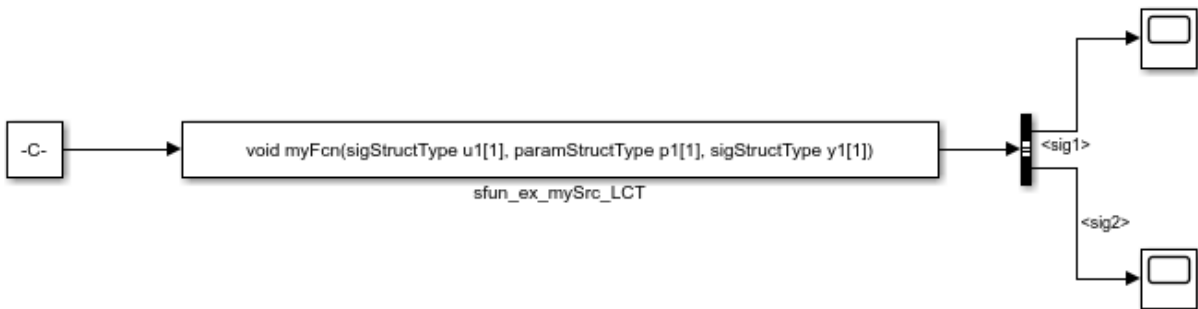 -C-
void myFcn(sigStructType u1[1], paramStructType p1[1], sigStructType y1[1])
sfun_ex_mySrc_LCT
<sig1>
<sig2>